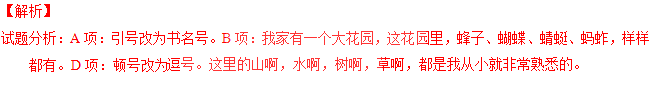 【解析】
试题分析：A 项：引号改为书名号。B 项：我家有一个大花园，这花园里，蜂子、蝴蝶、蜻蜓、蚂蚱，样样
都有。D 项：顿号改为逗号。这里的山啊，水啊，树啊，草啊，都是我从小就非常熟悉的。